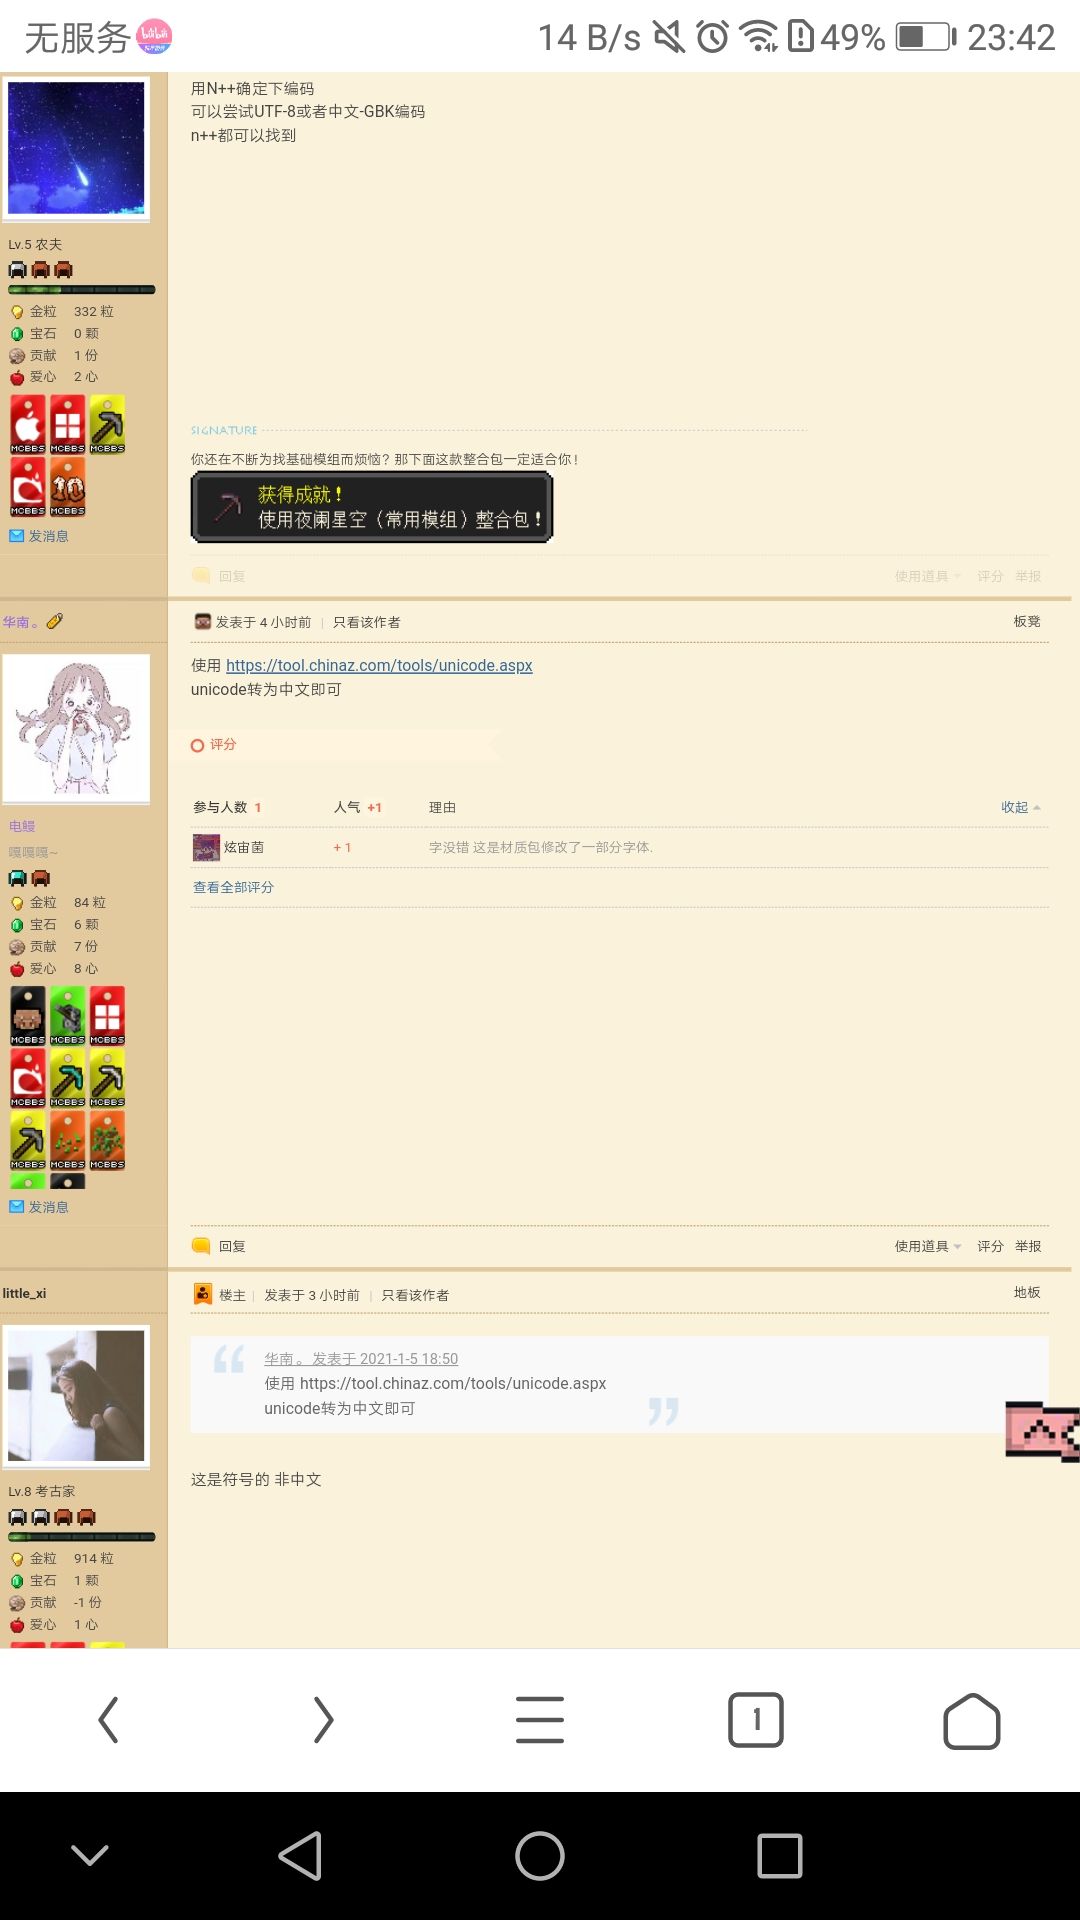 无服务
14 B/s 49% 23:42
用N++确定下编码
可以尝试UTF-8或者中文-GBK编码
n++都可以找到
Lv.5 农夫
金粒 332 粒
宝石 0 颗
贡献 1 份
爱心 2 心
MCBBS MCBBS MCBBS
MCBBS 10 MCBBS
发消息
SIGNATURE
你还在不断为找基础模组而烦恼？那下面这款整合包一定适合你！
获得成就！
使用夜阑星空（常用模组）整合包！
回复 使用道具 评分 举报
华南。 发表于 4 小时前 | 只看该作者 板凳
使用 https://tool.chinaz.com/tools/unicode.aspx
unicode转为中文即可
评分
参与人数 1 人气 +1 理由 收起
炫宙菌 + 1 字没错 这是材质包修改了一部分字体.
查看全部评分
电鳗
嘎嘎嘎~
金粒 84 粒
宝石 6 颗
贡献 7 份
爱心 8 心
MCBBS MCBBS MCBBS
MCBBS MCBBS MCBBS
MCBBS MCBBS MCBBS
发消息
回复 使用道具 评分 举报
little_xi 楼主 | 发表于 3 小时前 | 只看该作者 地板
华南。 发表于 2021-1-5 18:50
使用 https://tool.chinaz.com/tools/unicode.aspx
unicode转为中文即可
这是符号的 非中文
Lv.8 考古家
金粒 914 粒
宝石 1 颗
贡献 -1 份
爱心 1 心
1